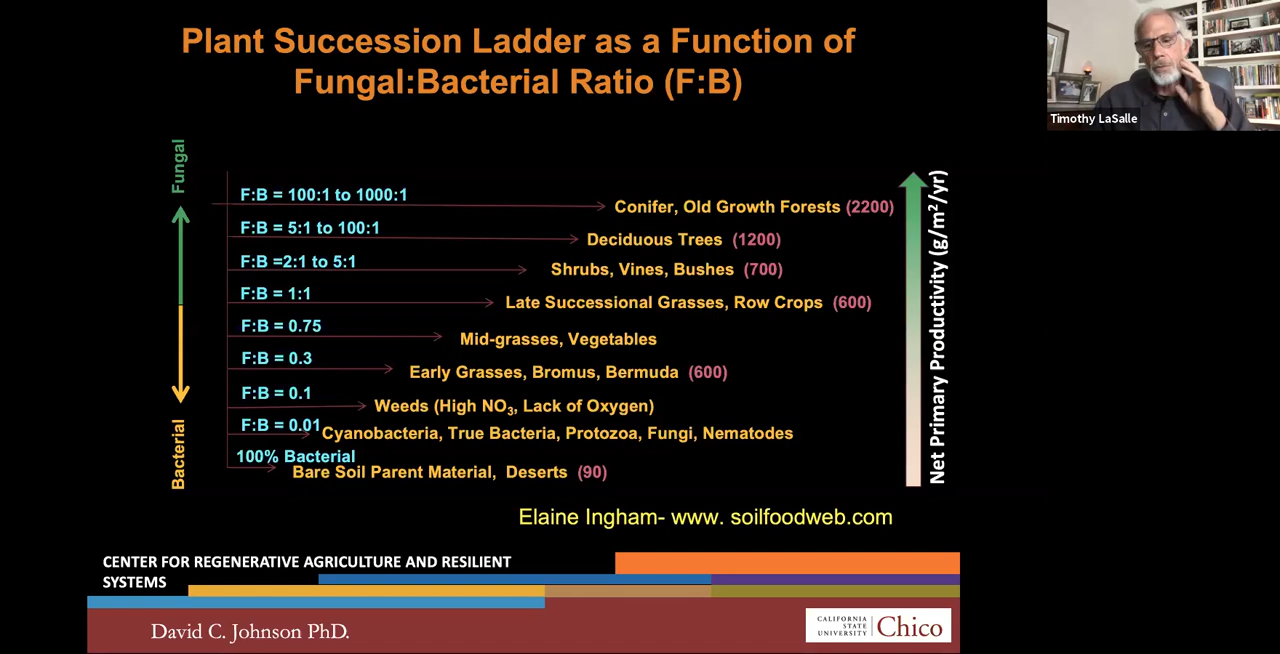 Plant Succession Ladder as a Function of
Fungal:Bacterial Ratio (F:B)
Timothy LaSalle
Fungal
Bacterial
F:B = 100:1 to 1000:1
Conifer, Old Growth Forests (2200)
F:B = 5:1 to 100:1
Deciduous Trees (1200)
F:B =2:1 to 5:1
Shrubs, Vines, Bushes (700)
F:B = 1:1
Late Successional Grasses, Row Crops (600)
F:B = 0.75
Mid-grasses, Vegetables
F:B = 0.3
Early Grasses, Bromus, Bermuda (600)
F:B = 0.1
Weeds (High NO₃, Lack of Oxygen)
F:B = 0.01
Cyanobacteria, True Bacteria, Protozoa, Fungi, Nematodes
100% Bacterial
Bare Soil Parent Material, Deserts (90)
Net Primary Productivity (g/m²/yr)
Elaine Ingham- www. soilfoodweb.com
CENTER FOR REGENERATIVE AGRICULTURE AND RESILIENT
SYSTEMS
David C. Johnson PhD.
CALIFORNIA
STATE
UNIVERSITY
Chico